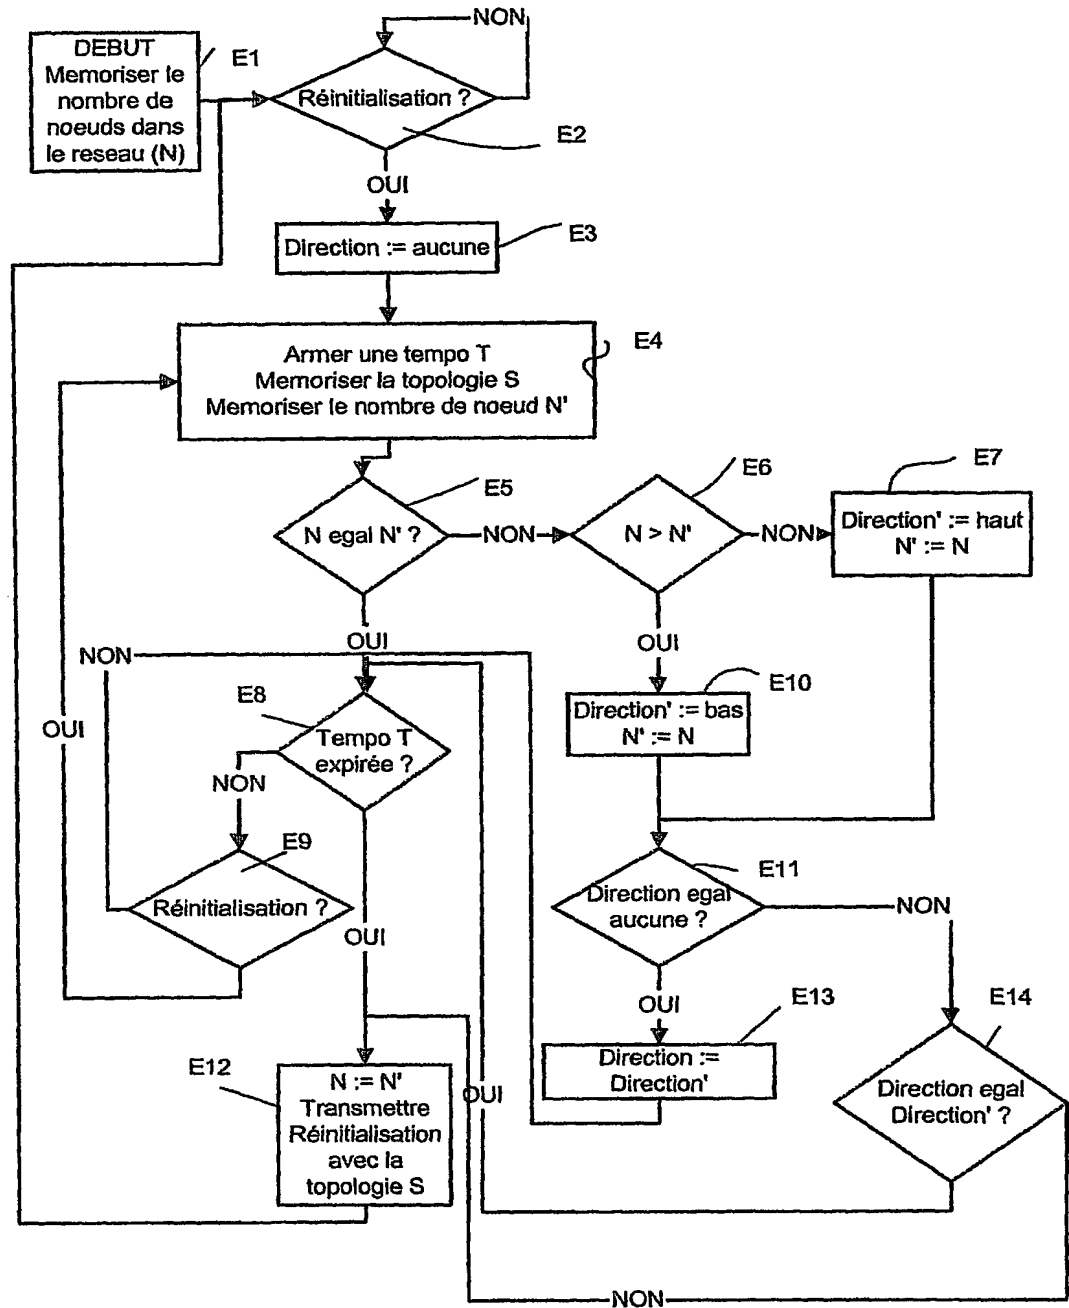 NON
DEBUT
Memoriser le
nombre de
noeuds dans
le reseau (N)
E1
Réinitialisation ?
E2
OUI
Direction := aucune
E3
Armer une tempo T
Memoriser la topologie S
Memoriser le nombre de noeud N'
E4
N egal N' ?
E5
NON
N > N'
E6
NON
Direction' := haut
N' := N
E7
OUI
OUI
NON
Direction' := bas
N' := N
E10
OUI
Tempo T
expirée ?
E8
NON
Réinitialisation ?
E9
OUI
Direction egal
aucune ?
E11
NON
OUI
Direction :=
Direction'
E13
Direction egal
Direction' ?
E14
OUI
N := N'
Transmettre
Réinitialisation
avec la
topologie S
E12
NON